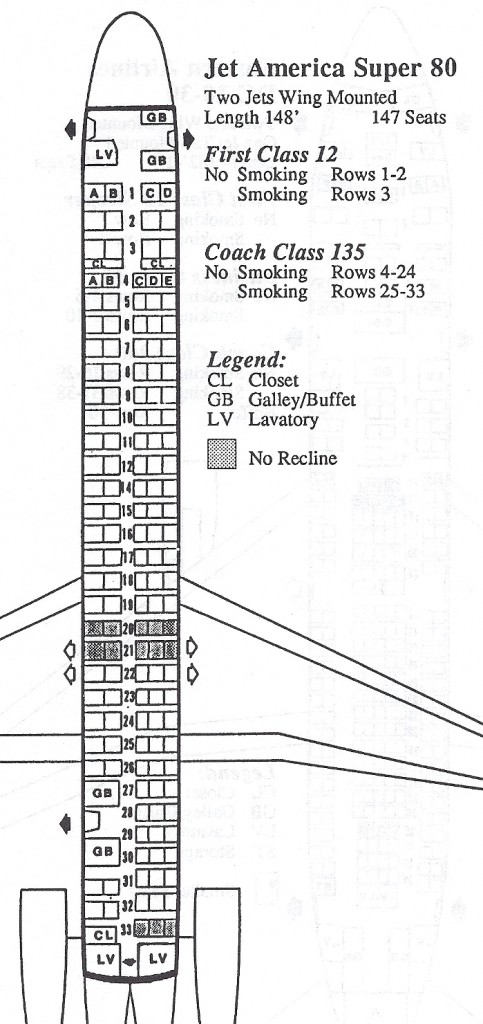 Jet America Super 80
Two Jets Wing Mounted
Length 148' 147 Seats
First Class 12
No Smoking Rows 1-2
Smoking Rows 3
Coach Class 135
No Smoking Rows 4-24
Smoking Rows 25-33
Legend:
CL Closet
GB Galley/Buffet
LV Lavatory
No Recline
GB
LV
GB
A B 1 C D
2
3
CL CL
A B 4 C D E
5
6
7
8
9
10
11
12
14
15
16
17
18
19
20
21
22
23
24
25
26
GB 27
28
29
GB 30
31
32
33
CL
LV LV